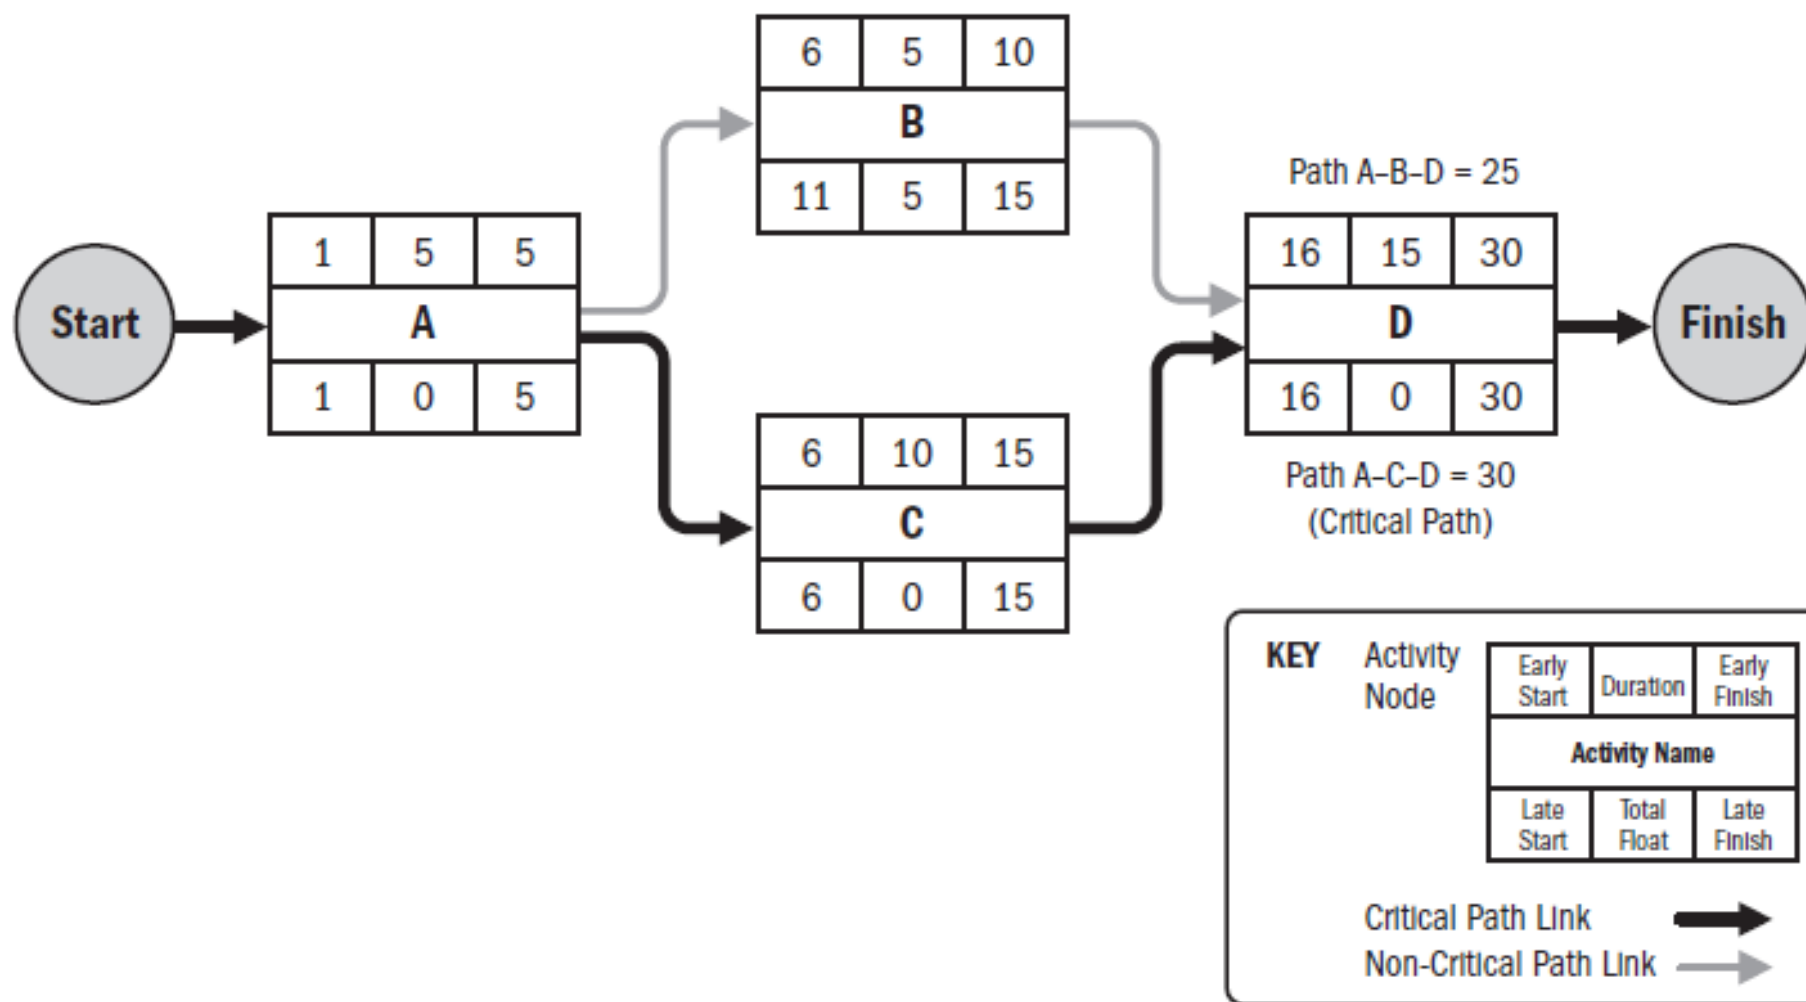 6 5 10
B
11 5 15
Path A–B–D = 25
1 5 5
A
1 0 5
Start
16 15 30
D
16 0 30
Finish
6 10 15
C
6 0 15
Path A–C–D = 30
(Critical Path)
KEY
Activity
Node
Early
Start
Duration
Early
Finish
Activity Name
Late
Start
Total
Float
Late
Finish
Critical Path Link
Non-Critical Path Link